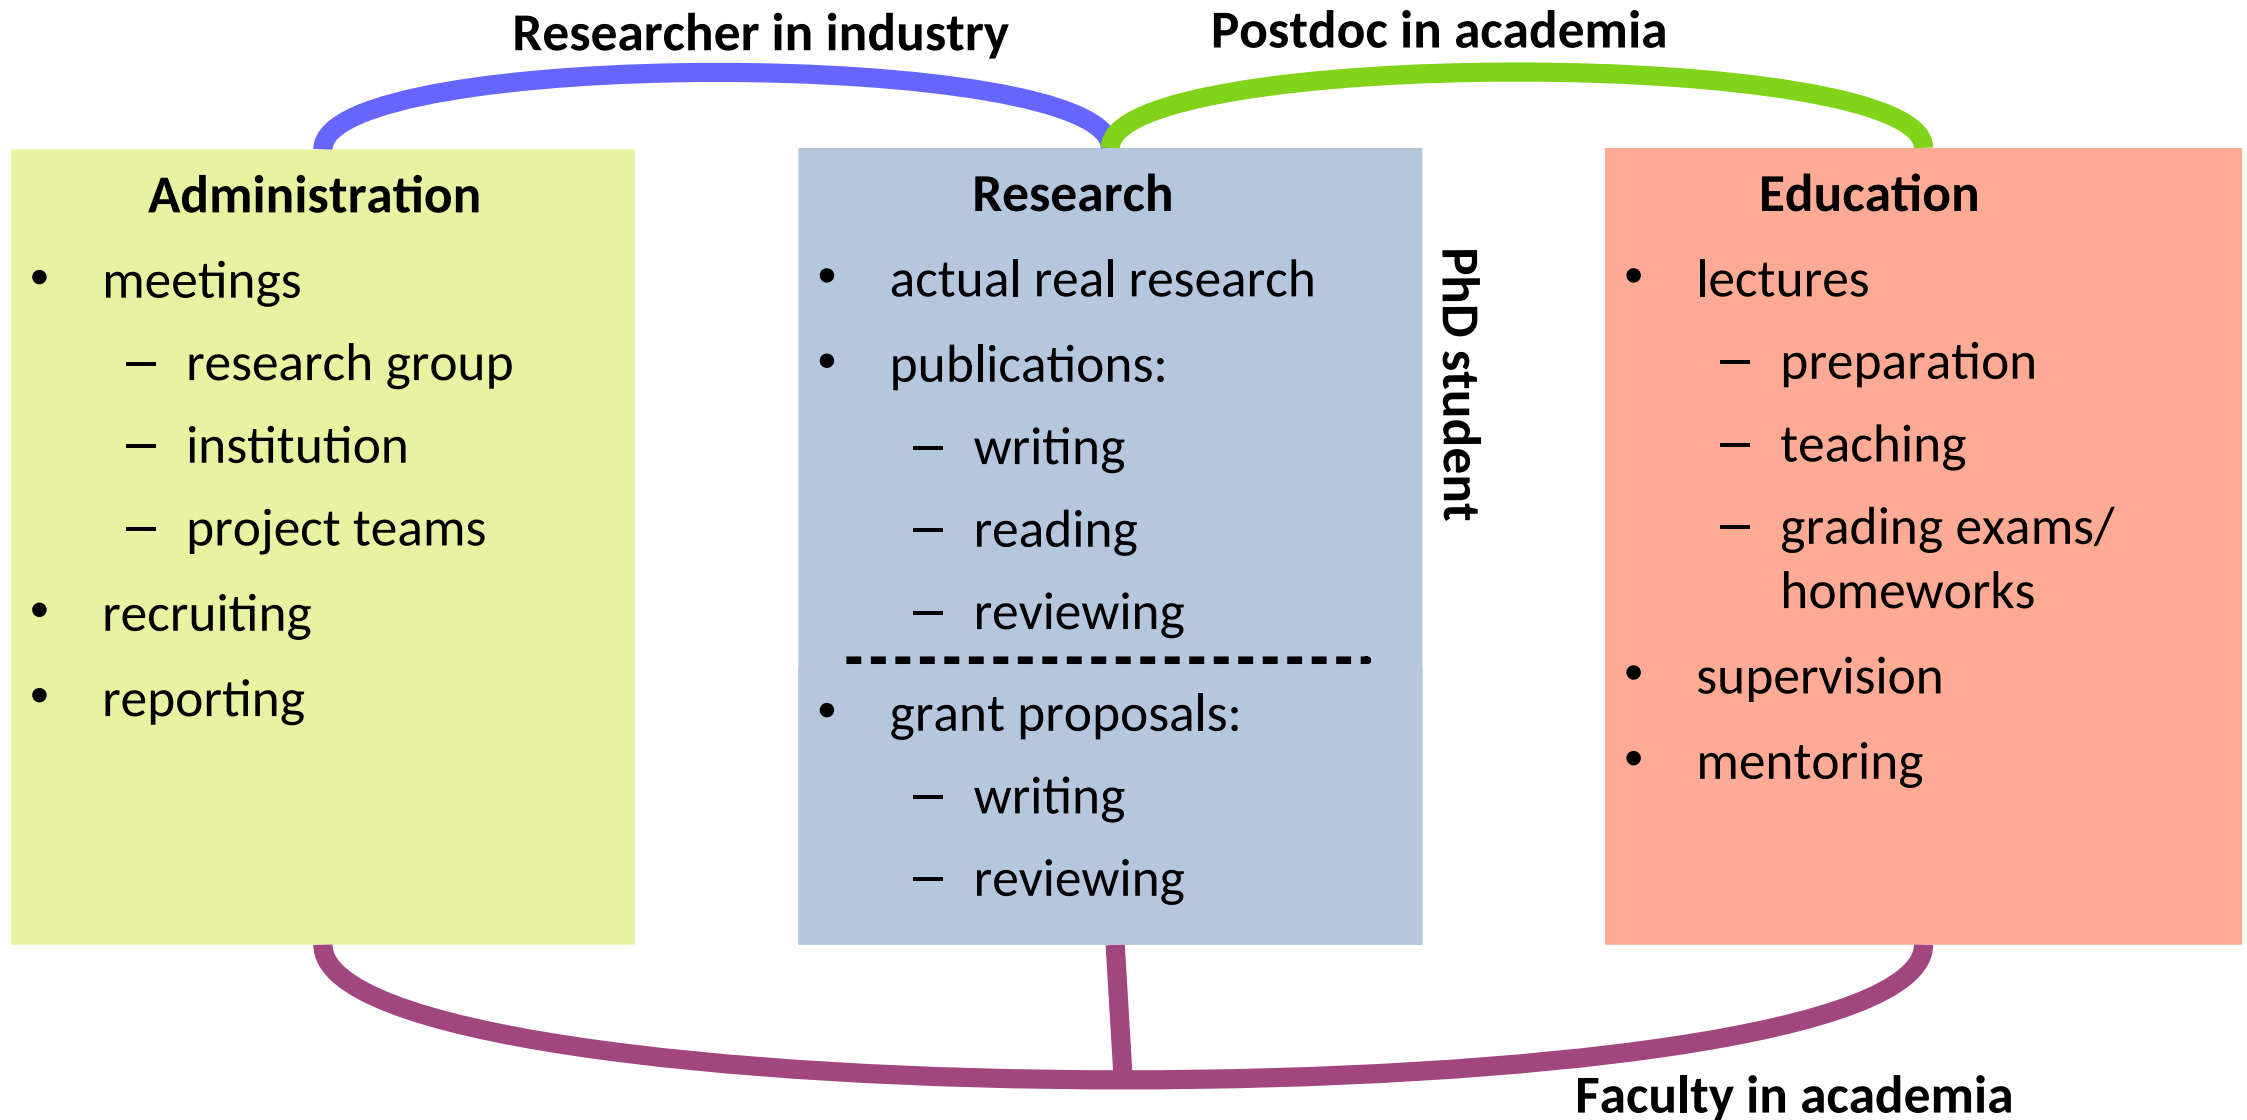 Researcher in industry
Postdoc in academia
Administration
• meetings
– research group
– institution
– project teams
• recruiting
• reporting
Research
• actual real research
• publications:
– writing
– reading
– reviewing
• grant proposals:
– writing
– reviewing
PhD student
Education
• lectures
– preparation
– teaching
– grading exams/
homeworks
• supervision
• mentoring
Faculty in academia